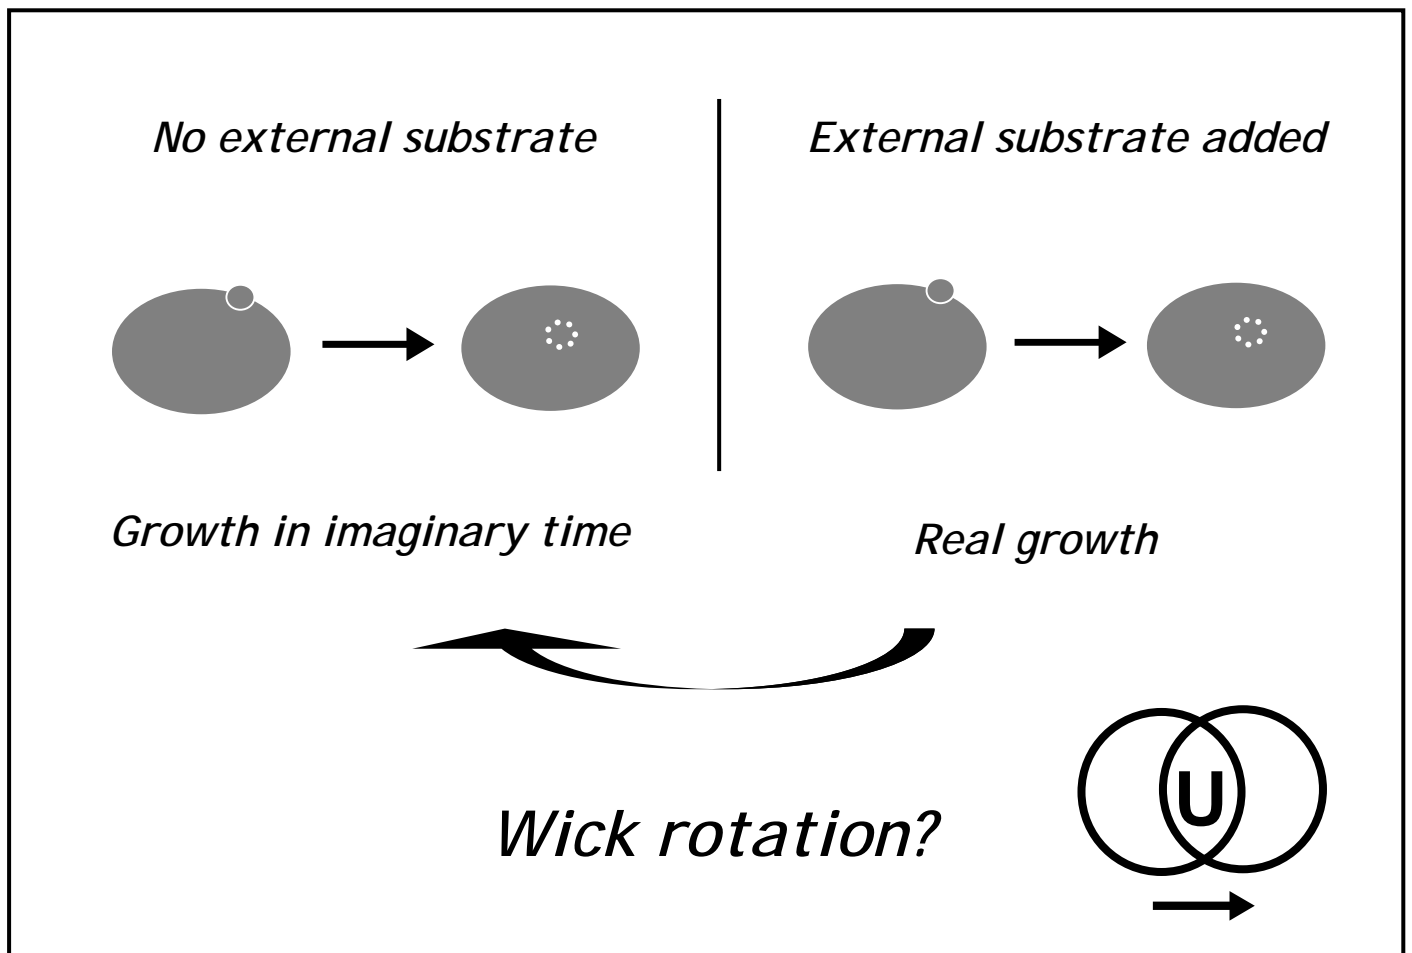 No external substrate
External substrate added
Growth in imaginary time
Real growth
Wick rotation?
U